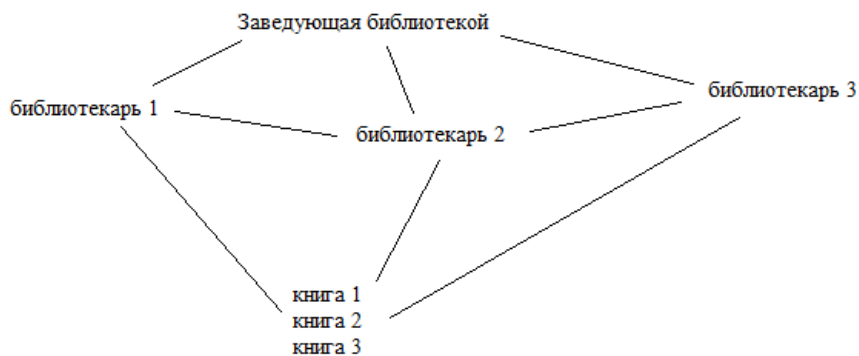 Заведующая библиотекой
библиотекарь 1
библиотекарь 3
библиотекарь 2
книга 1
книга 2
книга 3